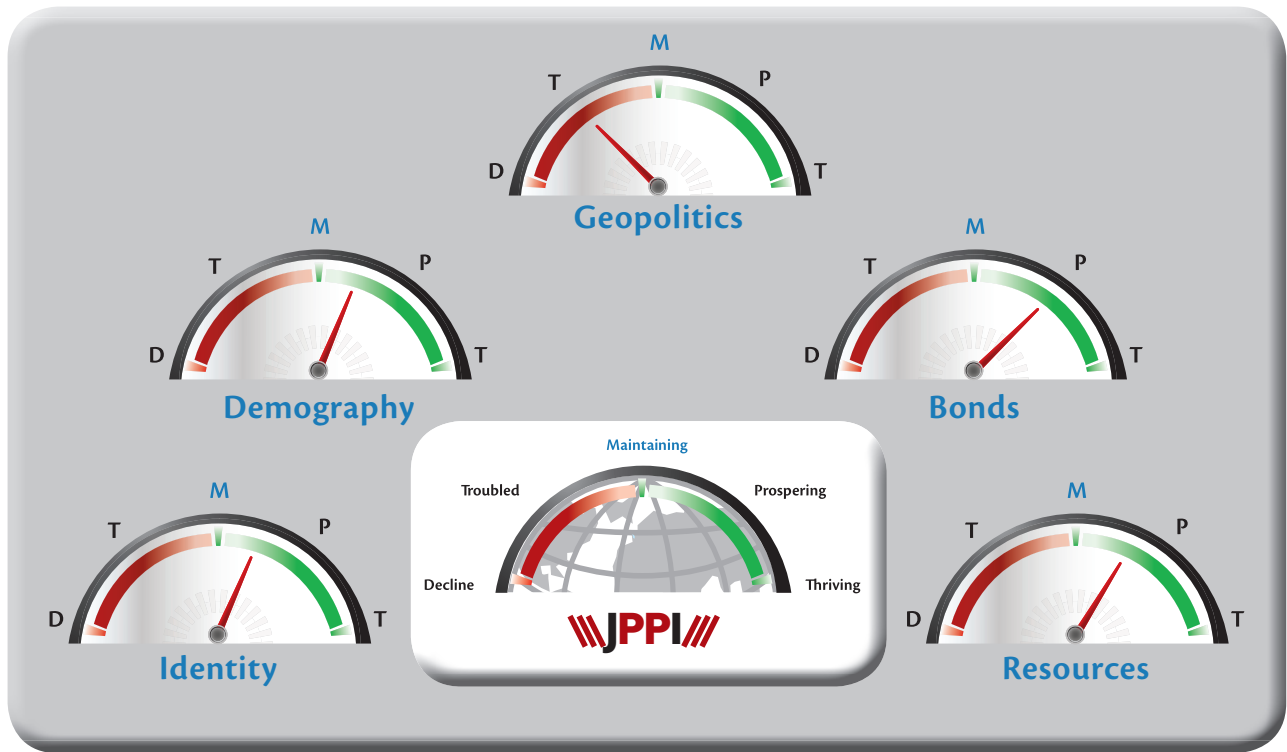 M
T P
D T
Geopolitics
M
T P
D T
Demography
M
T P
D T
Bonds
M
T P
D T
Identity
Maintaining
Troubled Prospering
Decline Thriving
JPPI
M
T P
D T
Resources